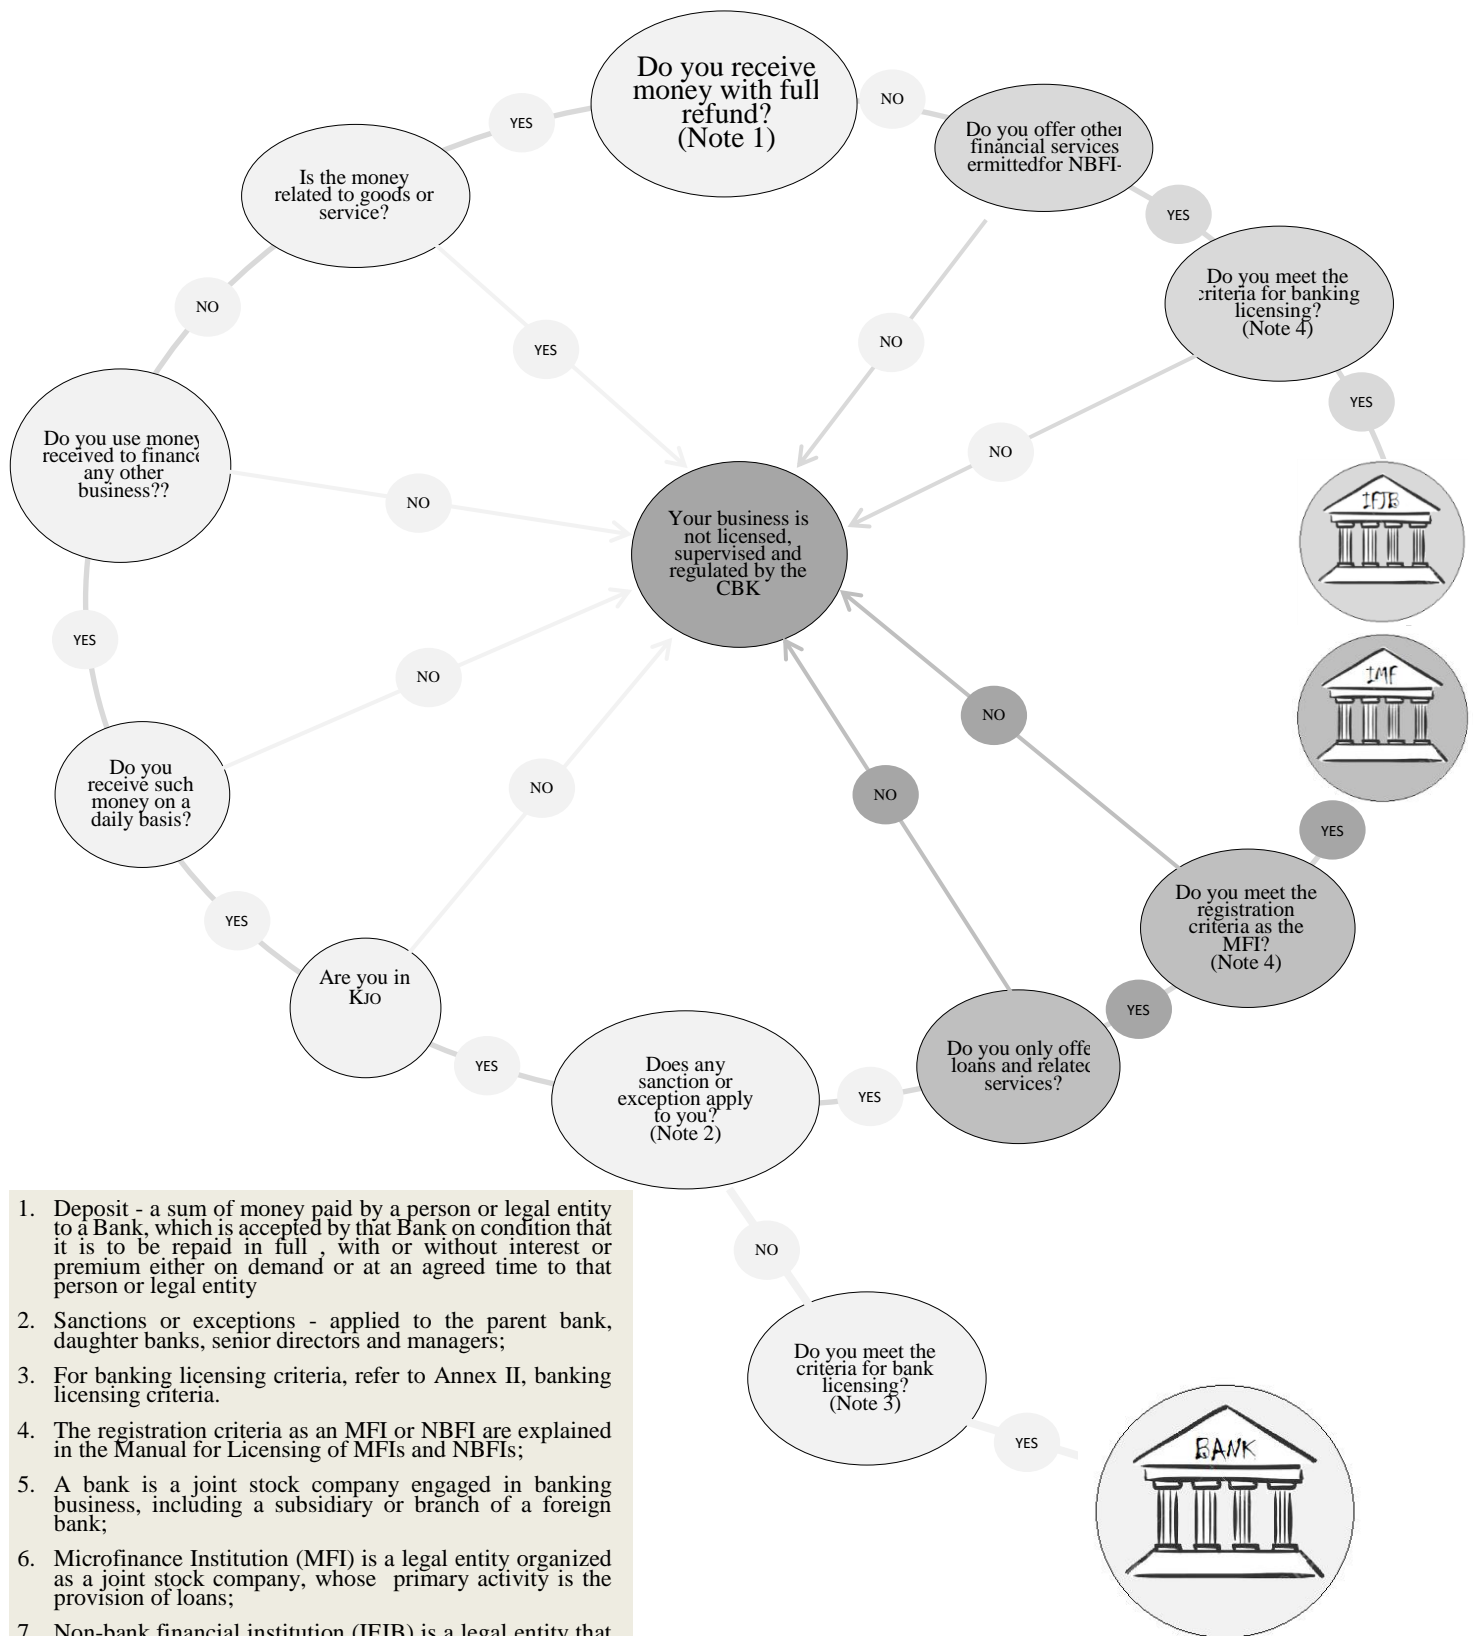 Do you receive
money with full
refund?
(Note 1)
NO
Do you offer other
financial services
ermittedfor NBFI-
YES
Is the money
related to goods or
service?
YES
Do you meet the
criteria for banking
licensing?
(Note 4)
NO
YES
NO
YES
Do you use money
received to finance
any other
business??
NO
NO
IFJB
Your business is
not licensed,
supervised and
regulated by the
CBK
YES
NO
IMF
NO
Do you
receive such
money on a
daily basis?
NO
NO
YES
Do you meet the
registration
criteria as the
MFI?
(Note 4)
YES
Are you in
KJO
YES
YES
Does any
sanction or
exception apply
to you?
(Note 2)
YES
Do you only offe
loans and related
services?
NO
Do you meet the
criteria for bank
licensing?
(Note 3)
YES
BANK
1. Deposit - a sum of money paid by a person or legal entity
to a Bank, which is accepted by that Bank on condition that
it is to be repaid in full , with or without interest or
premium either on demand or at an agreed time to that
person or legal entity
2. Sanctions or exceptions - applied to the parent bank,
daughter banks, senior directors and managers;
3. For banking licensing criteria, refer to Annex II, banking
licensing criteria.
4. The registration criteria as an MFI or NBFI are explained
in the Manual for Licensing of MFIs and NBFIs;
5. A bank is a joint stock company engaged in banking
business, including a subsidiary or branch of a foreign
bank;
6. Microfinance Institution (MFI) is a legal entity organized
as a joint stock company, whose primary activity is the
provision of loans;
7. Non-bank financial institution (IFJB) is a legal entity that